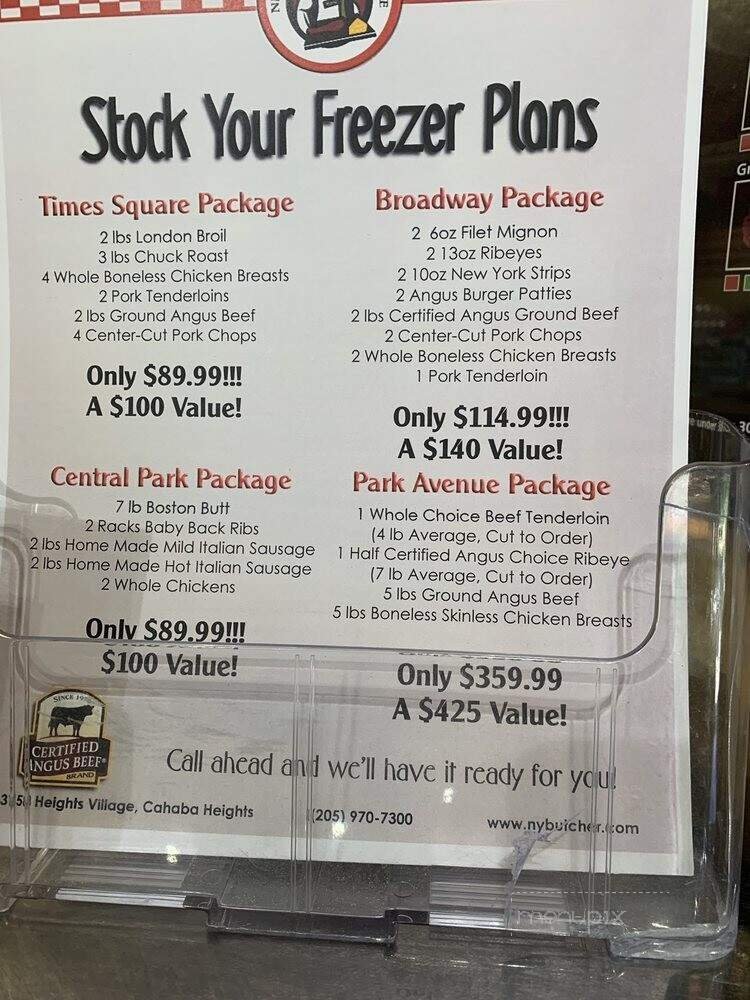 Stock Your Freezer Plans
Times Square Package
2 lbs London Broil
3 lbs Chuck Roast
4 Whole Boneless Chicken Breasts
2 Pork Tenderloins
2 lbs Ground Angus Beef
4 Center-Cut Pork Chops
Only $89.99!!!
A $100 Value!
Broadway Package
2 6oz Filet Mignon
2 13oz Ribeyes
2 10oz New York Strips
2 Angus Burger Patties
2 lbs Certified Angus Ground Beef
2 Center-Cut Pork Chops
2 Whole Boneless Chicken Breasts
1 Pork Tenderloin
Only $114.99!!!
A $140 Value!
Central Park Package
7 lb Boston Butt
2 Racks Baby Back Ribs
2 lbs Home Made Mild Italian Sausage
2 lbs Home Made Hot Italian Sausage
2 Whole Chickens
Only $89.99!!!
$100 Value!
Park Avenue Package
1 Whole Choice Beef Tenderloin
(4 lb Average, Cut to Order)
1 Half Certified Angus Choice Ribeye
(7 lb Average, Cut to Order)
5 lbs Ground Angus Beef
5 lbs Boneless Skinless Chicken Breasts
Only $359.99
A $425 Value!
SINCE
CERTIFIED
ANGUS BEEF®
BRAND
Call ahead and we'll have it ready for you!
Heights Village, Cahaba Heights
(205) 970-7300
www.nybutcher.com
menupix